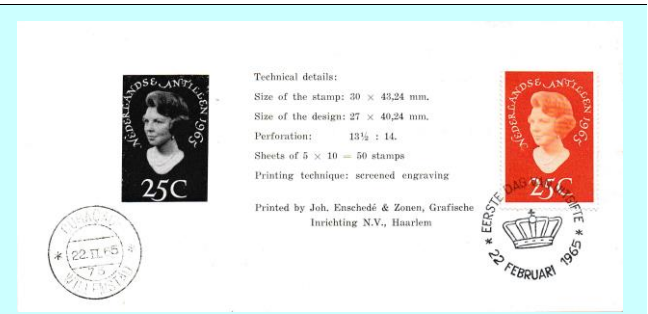 NEDERLANDSE ANTILLEN 1965
25C
Technical details:
Size of the stamp: 30 × 43,24 mm.
Size of the design: 27 × 40,24 mm.
Perforation: 13½ : 14.
Sheets of 5 × 10 = 50 stamps
Printing technique: screened engraving
Printed by Joh. Enschedé & Zonen, Grafische
Inrichting N.V., Haarlem
NEDERLANDSE ANTILLEN 1965
25C
CURAÇAO
* 22.II.65 *
WILLEMSTAD
* EERSTE DAG VAN UITGIFTE *
22 FEBRUARI 1965